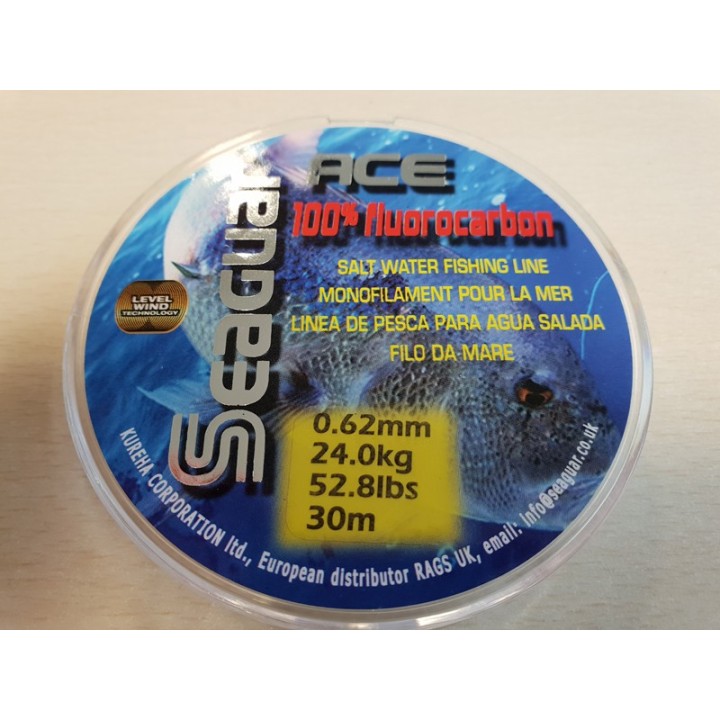 Seaguar
ACE
100% fluorocarbon
SALT WATER FISHING LINE
MONOFILAMENT POUR LA MER
LINEA DE PESCA PARA AGUA SALADA
FILO DA MARE
LEVEL
WIND
TECHNOLOGY
0.62mm
24.0kg
52.8lbs
30m
KUREHA CORPORATION ltd., European distributor RAGS UK, email: info@seaguar.co.uk